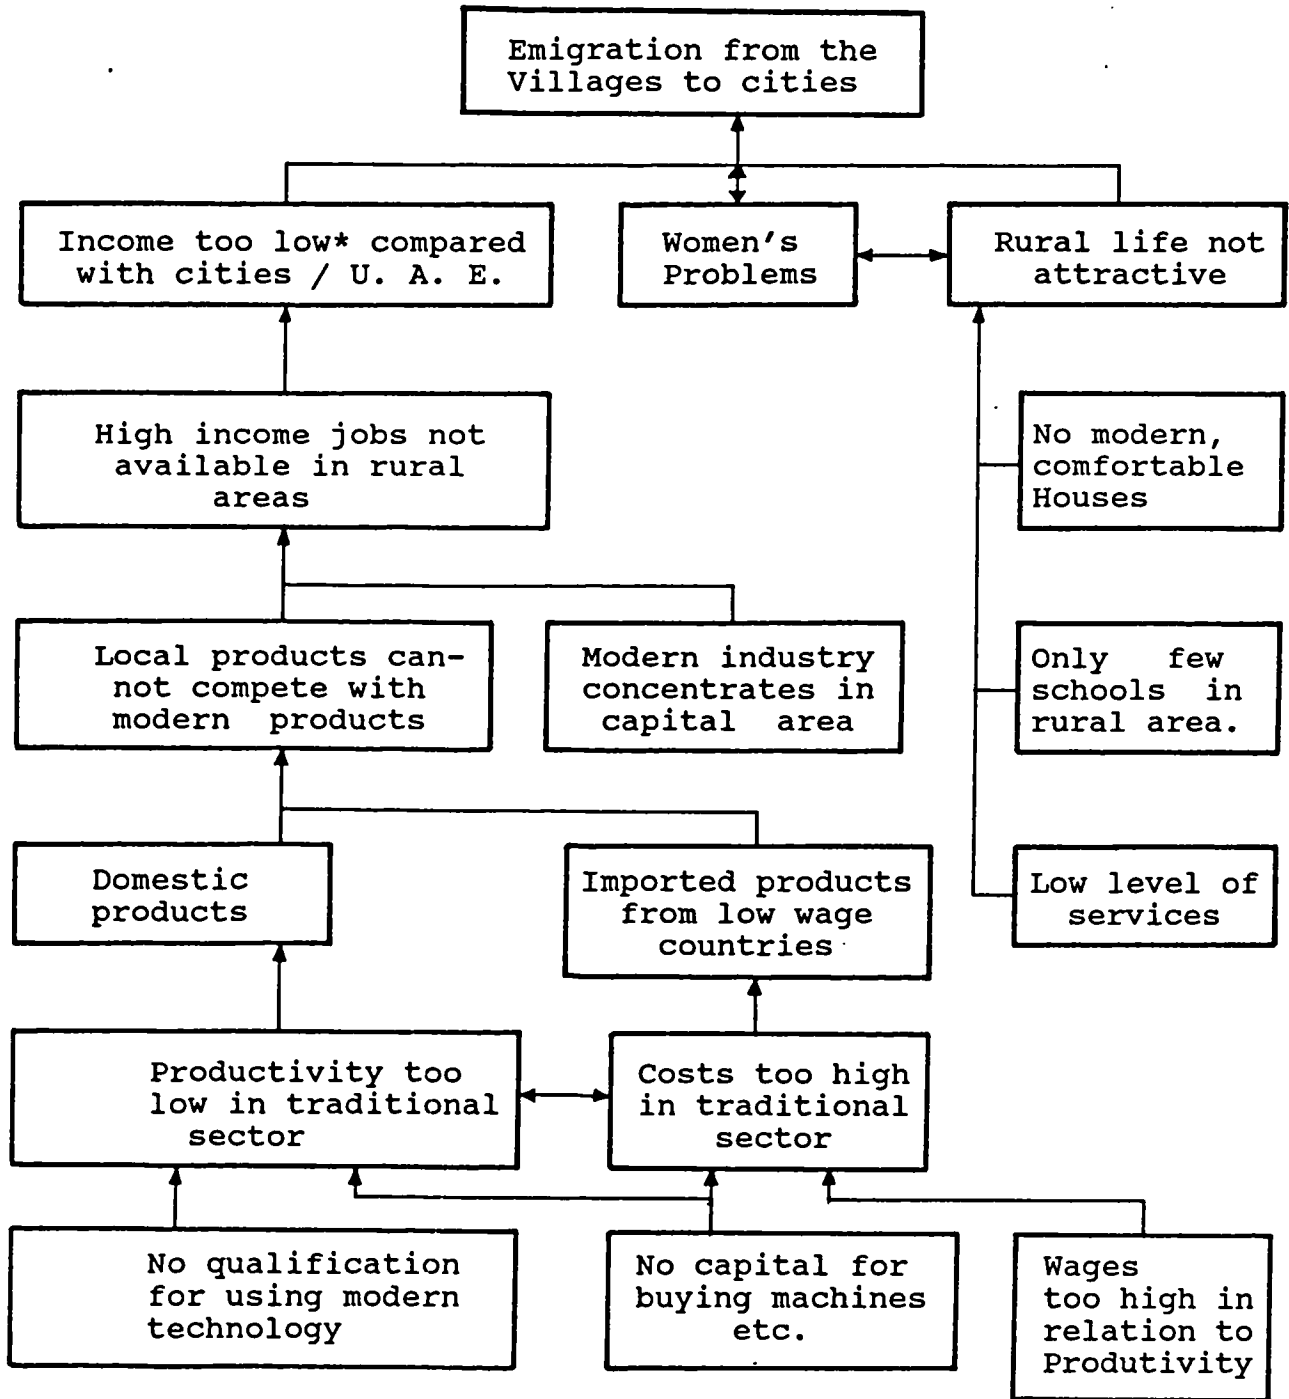 Emigration from the
Villages to cities
Income too low* compared
with cities / U. A. E.
Women's
Problems
Rural life not
attractive
High income jobs not
available in rural
areas
No modern,
comfortable
Houses
Local products can-
not compete with
modern products
Modern industry
concentrates in
capital area
Only few
schools in
rural area.
Domestic
products
Imported products
from low wage
countries
Low level of
services
Productivity too
low in traditional
sector
Costs too high
in traditional
sector
No qualification
for using modern
technology
No capital for
buying machines
etc.
Wages
too high in
relation to
Produtivity